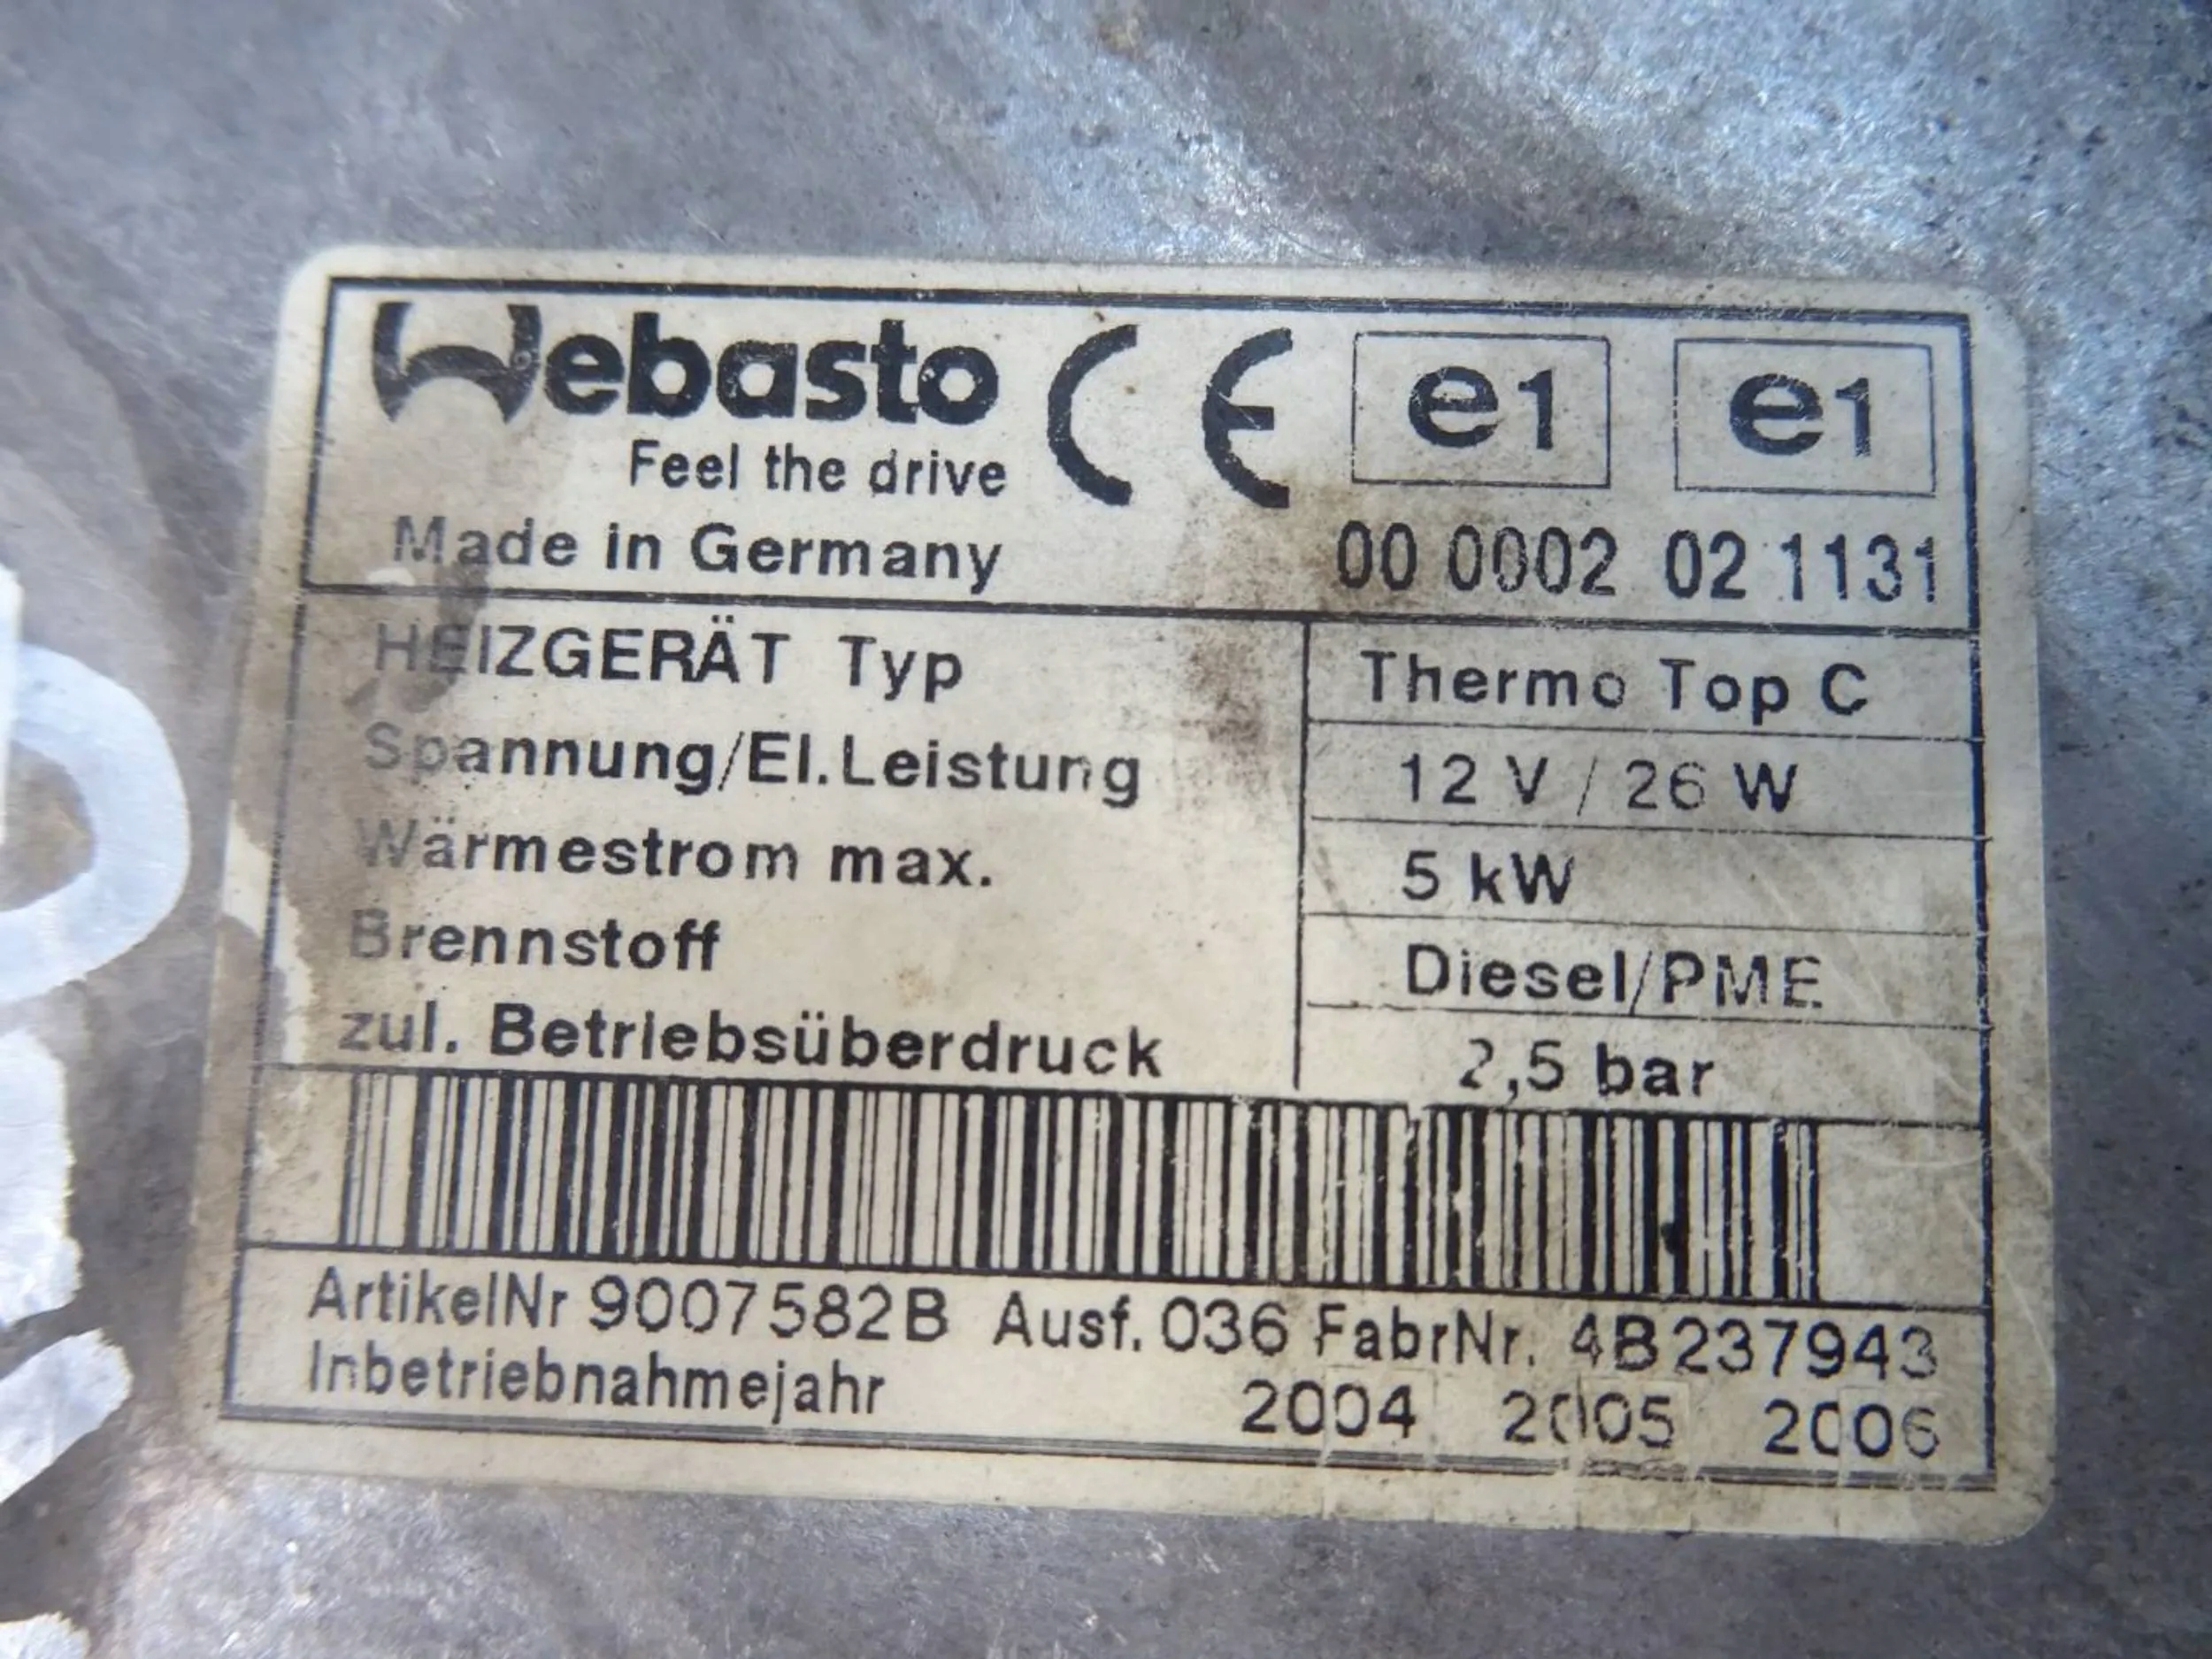 Webasto CE e1 e1
Feel the drive
Made in Germany 00 0002 02 1131
HEIZGERÄT Typ Thermo Top C
Spannung/El.Leistung 12 V / 26 W
Wärmestrom max. 5 kW
Brennstoff Diesel/PME
zul. Betriebsüberdruck 2,5 bar
ArtikelNr 9007582B Ausf. 036 FabrNr. 4B237943
Inbetriebnahmejahr 2004 2005 2006